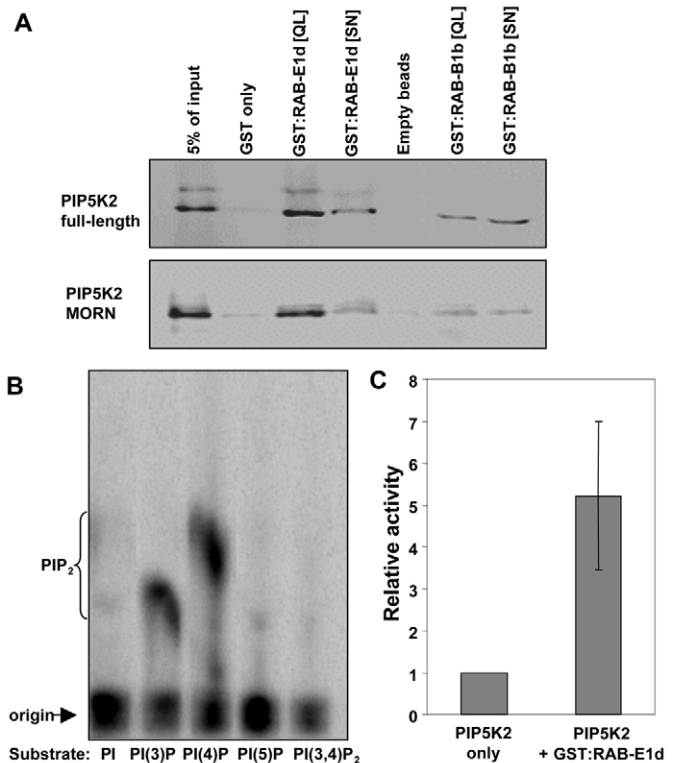 A
5% of input
GST only
GST:RAB-E1d [QL]
GST:RAB-E1d [SN]
Empty beads
GST:RAB-B1b [QL]
GST:RAB-B1b [SN]
PIP5K2
full-length
PIP5K2
MORN
B
PIP₂
origin
Substrate: PI PI(3)P PI(4)P PI(5)P PI(3,4)P₂
C
Relative activity
8
7
6
5
4
3
2
1
0
PIP5K2
only
PIP5K2
+ GST:RAB-E1d